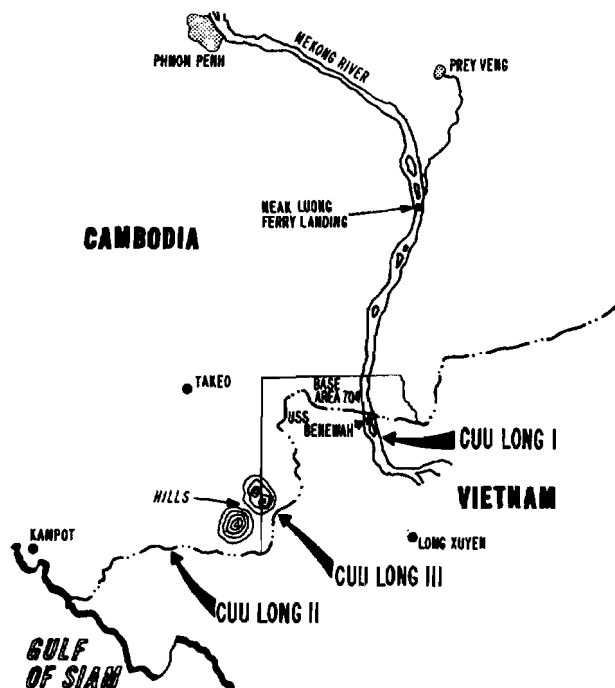 PHNON PENH
MEKONG RIVER
PREY VENG
NEAK LUONG
FERRY LANDING
CAMBODIA
TAKEO
BASE
AREA 704
USS
BENEWAH
CUU LONG I
VIETNAM
HILLS
LONG XUYEN
KAMPOT
CUU LONG III
CUU LONG II
GULF
OF SIAM